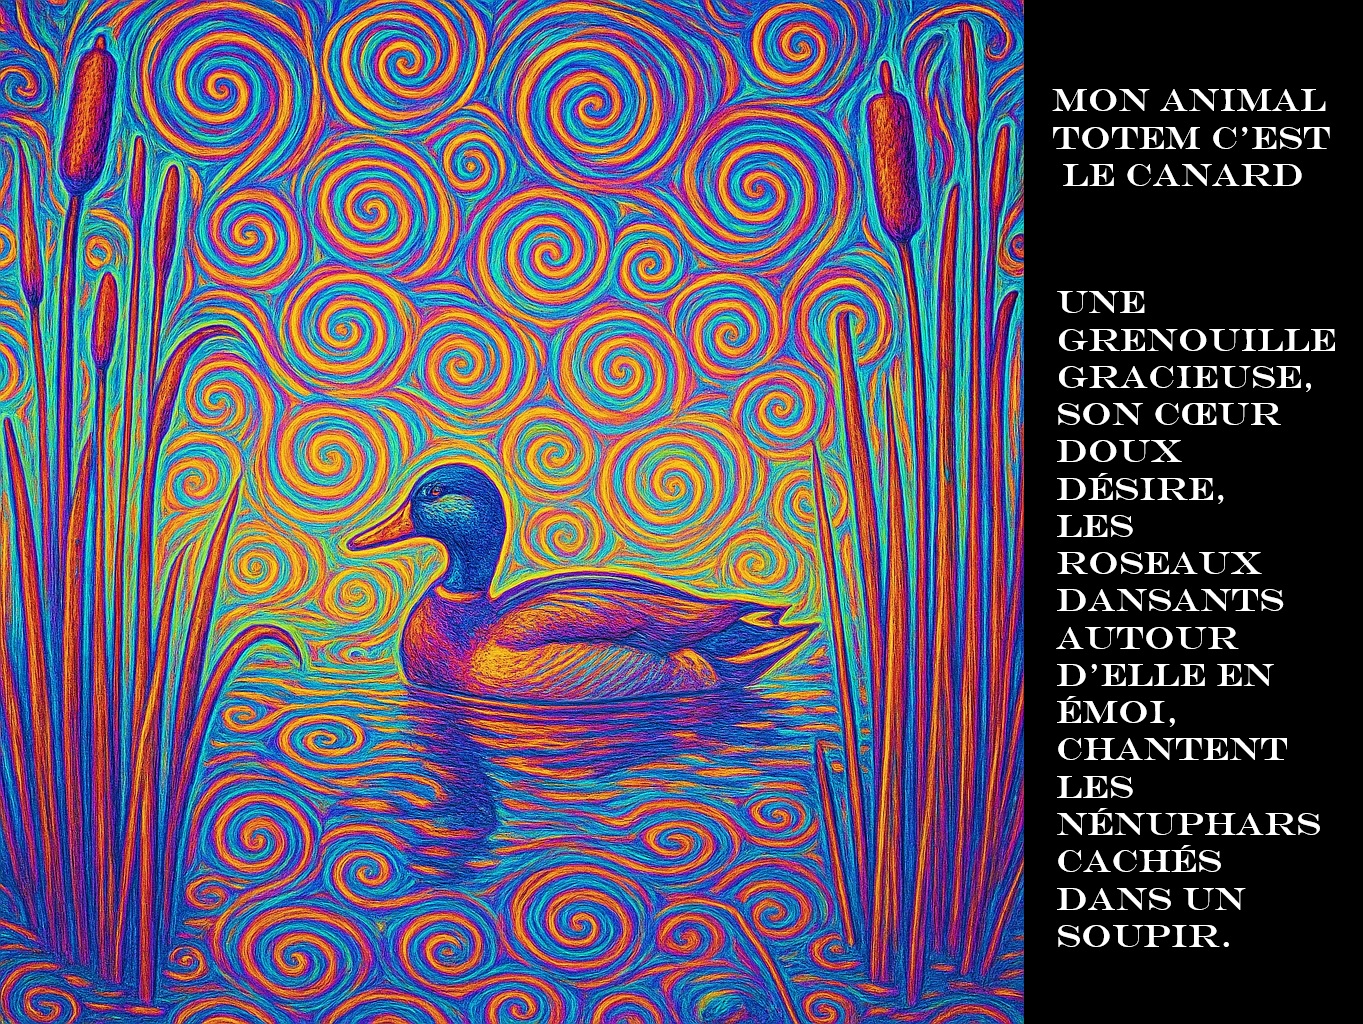 MON ANIMAL
TOTEM C'EST
LE CANARD
UNE
GRENOUILLE
GRACIEUSE,
SON CŒUR
DOUX
DÉSIRE,
LES
ROSEAUX
DANSANTS
AUTOUR
D'ELLE EN
ÉMOI,
CHANTENT
LES
NÉNUPHARS
CACHÉS
DANS UN
SOUPIR.